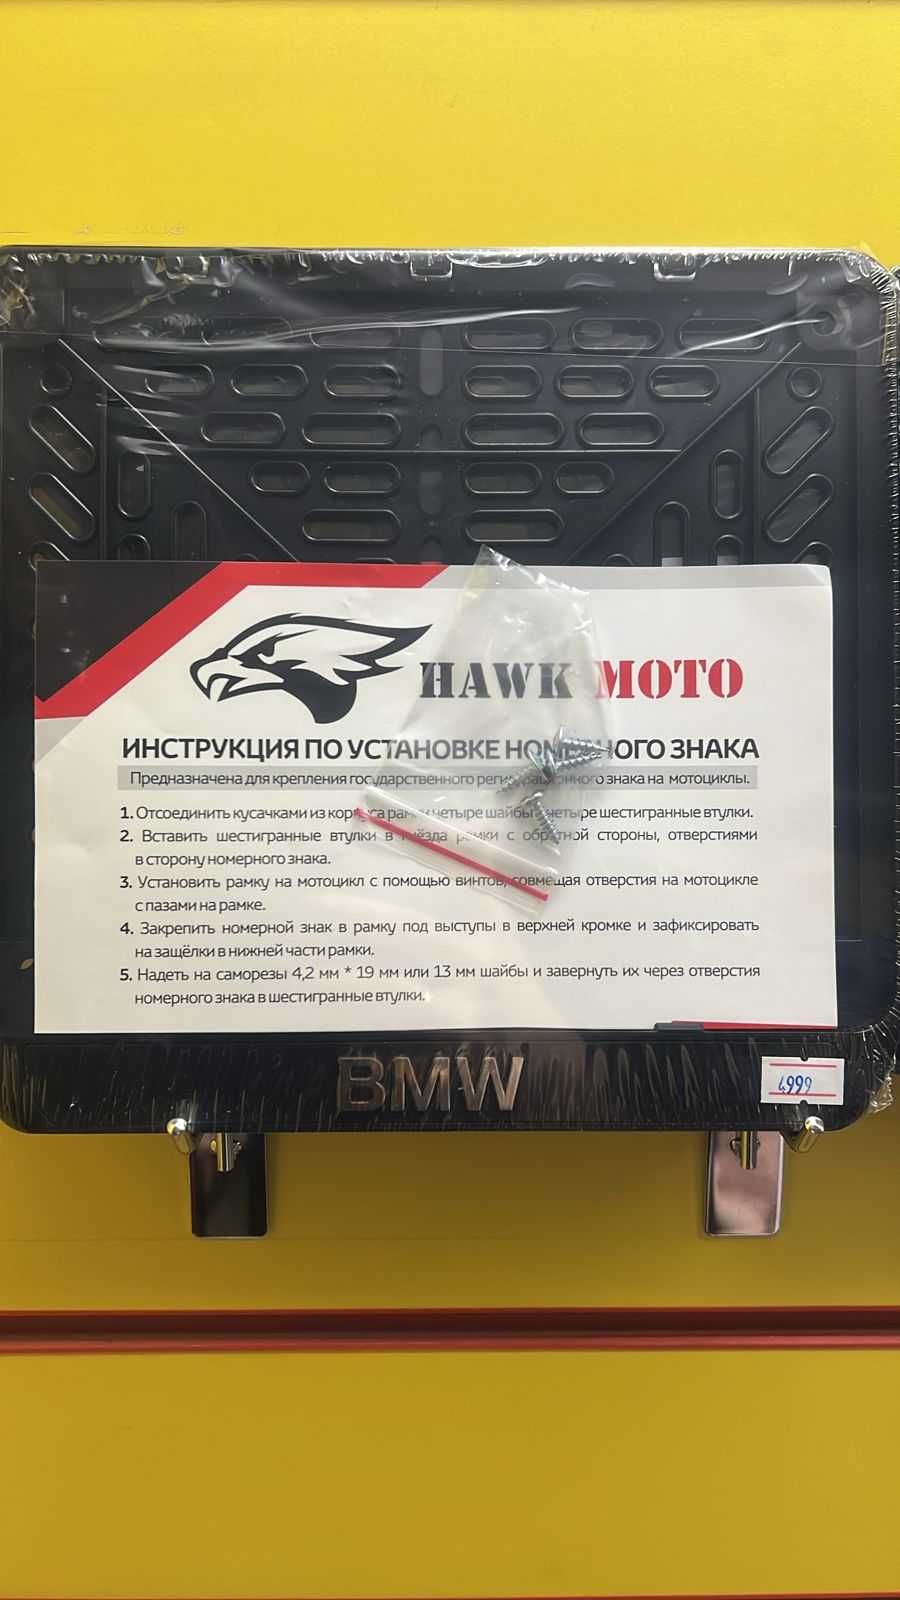 HAWK MOTO
ИНСТРУКЦИЯ ПО УСТАНОВКЕ НОМЕРНОГО ЗНАКА
Предназначена для крепления государственного регистрационного знака на мотоциклы.
1. Отсоединить кусачками из корпуса рамки четыре шайбы и четыре шестигранные втулки.
2. Вставить шестигранные втулки в гнёзда рамки с обратной стороны, отверстиями
в сторону номерного знака.
3. Установить рамку на мотоцикл с помощью винтов, совмещая отверстия на мотоцикле
с пазами на рамке.
4. Закрепить номерной знак в рамку под выступы в верхней кромке и зафиксировать
на защёлки в нижней части рамки.
5. Надеть на саморезы 4,2 мм * 19 мм или 13 мм шайбы и завернуть их через отверстия
номерного знака в шестигранные втулки.
BMW
4999